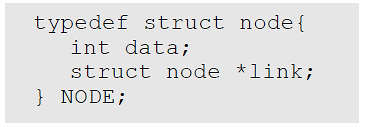 typedef struct node{
int data;
struct node *link;
} NODE;